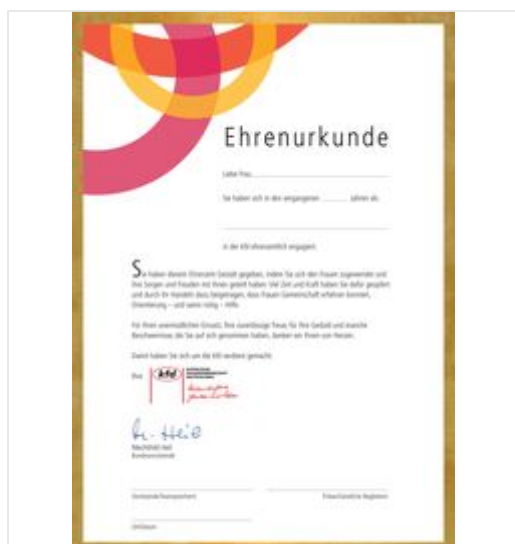 Ehrenurkunde
Liebe Frau
Sie haben sich in den vergangenen Jahren als
in der kfd ehrenamtlich engagiert.
Sie haben diesem Ehrenamt Gestalt gegeben, indem Sie sich den Frauen zugewendet und
ihre Sorgen und Freuden mit ihnen geteilt haben. Viel Zeit und Kraft haben Sie dafür geopfert
und durch Ihr Handeln dazu beigetragen, dass Frauen Gemeinschaft erfahren konnten,
Orientierung – und wenn nötig – Hilfe.
Für Ihren unermüdlichen Einsatz, Ihre zuverlässige Treue, für Ihre Geduld und manche
Beschwernisse, die Sie auf sich genommen haben, danken wir Ihnen von Herzen.
Damit haben Sie sich um die kfd verdient gemacht.
Ihre
kfd
Mechthild Heil
Bundesvorsitzende
Ort/Datum